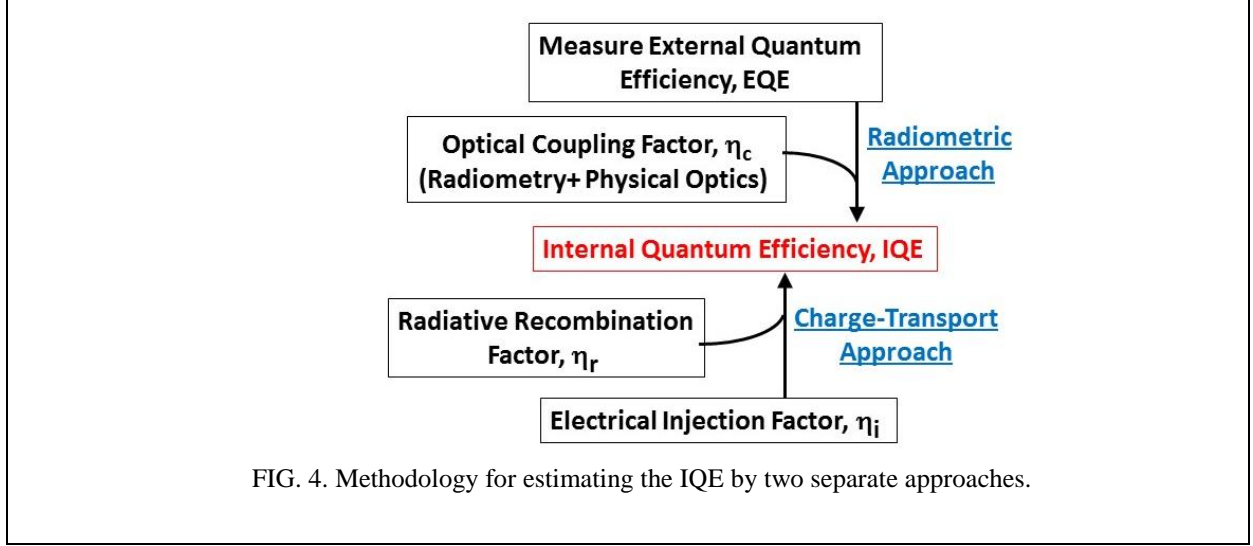 Measure External Quantum
Efficiency, EQE
Optical Coupling Factor, ηc
(Radiometry+ Physical Optics)
Radiometric
Approach
Internal Quantum Efficiency, IQE
Radiative Recombination
Factor, ηr
Charge-Transport
Approach
Electrical Injection Factor, ηi
FIG. 4. Methodology for estimating the IQE by two separate approaches.